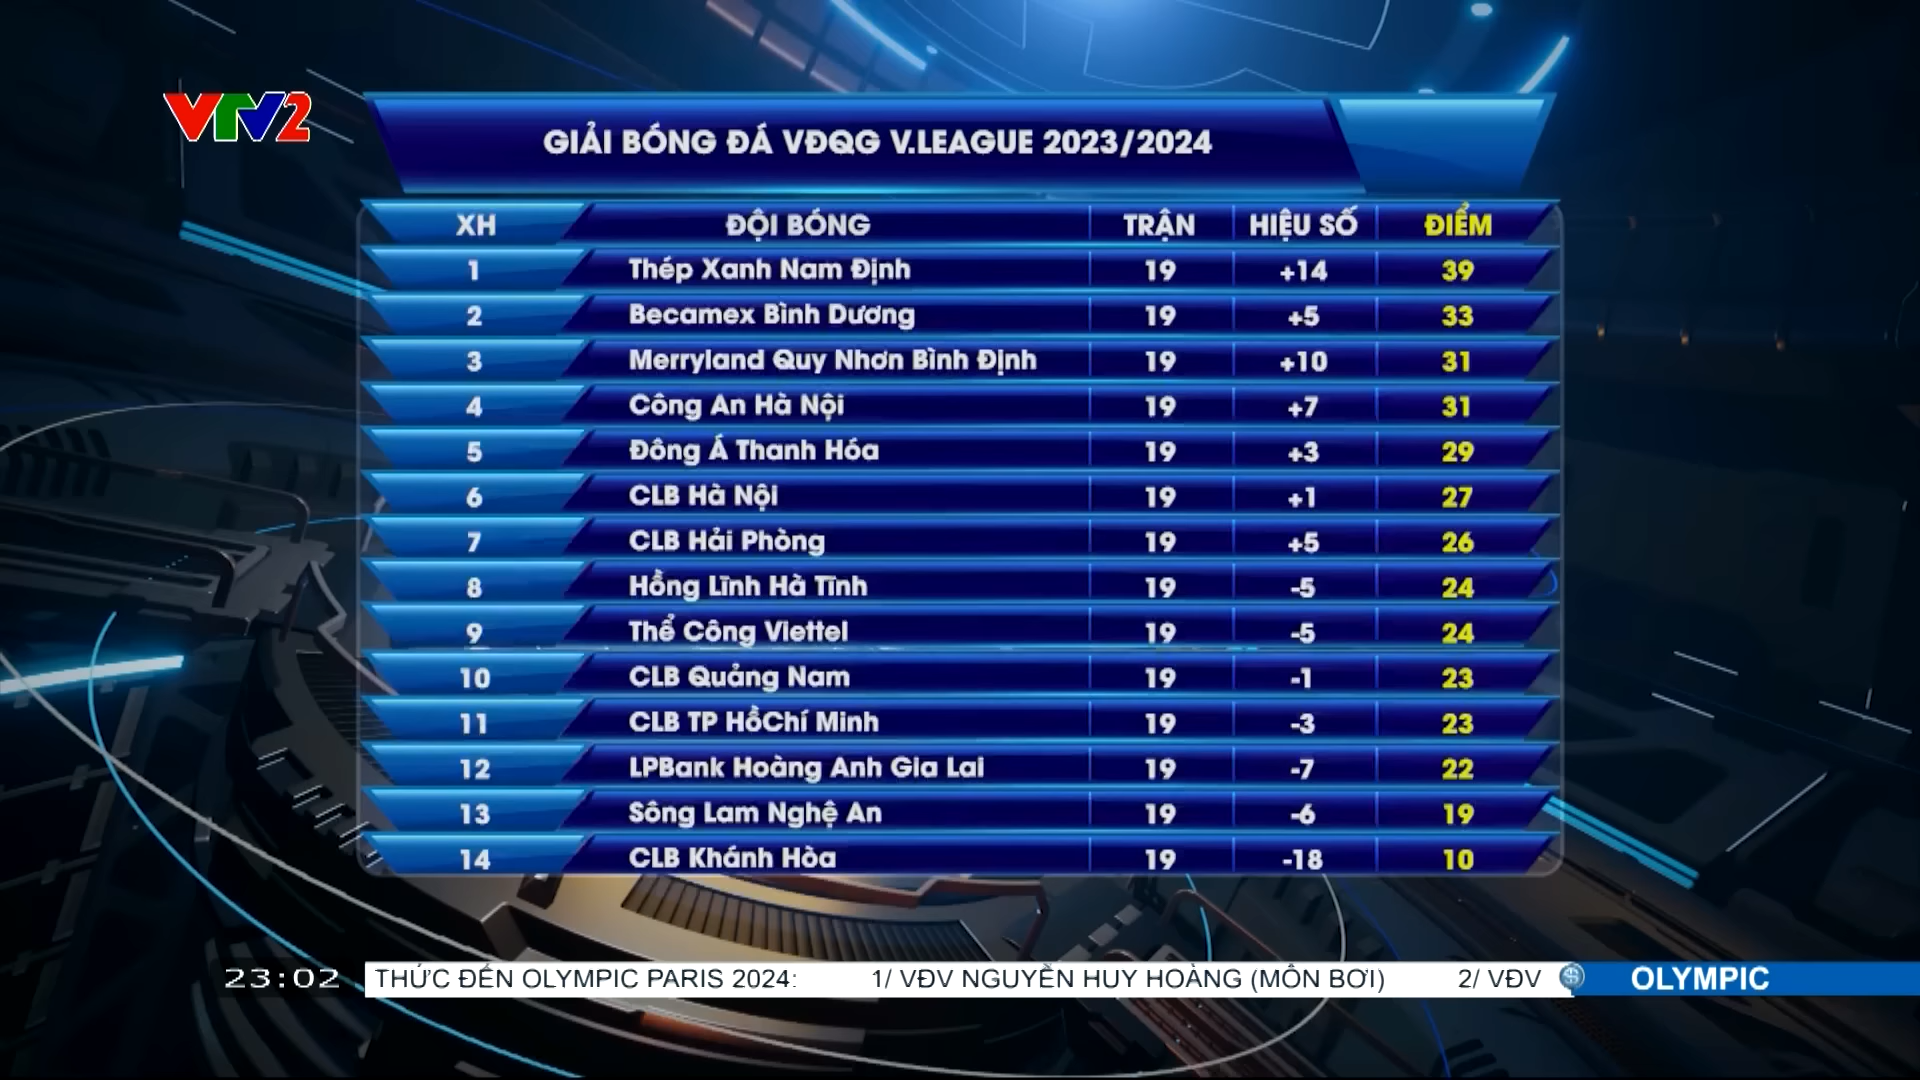 VTV2
GIẢI BÓNG ĐÁ VĐQG V.LEAGUE 2023/2024
XH ĐỘI BÓNG TRẬN HIỆU SỐ ĐIỂM
1 Thép Xanh Nam Định 19 +14 39
2 Becamex Bình Dương 19 +5 33
3 Merryland Quy Nhơn Bình Định 19 +10 31
4 Công An Hà Nội 19 +7 31
5 Đông Á Thanh Hóa 19 +3 29
6 CLB Hà Nội 19 +1 27
7 CLB Hải Phòng 19 +5 26
8 Hồng Lĩnh Hà Tĩnh 19 -5 24
9 Thể Công Viettel 19 -5 24
10 CLB Quảng Nam 19 -1 23
11 CLB TP HồChí Minh 19 -3 23
12 LPBank Hoàng Anh Gia Lai 19 -7 22
13 Sông Lam Nghệ An 19 -6 19
14 CLB Khánh Hòa 19 -18 10
23:02 THỨC ĐẾN OLYMPIC PARIS 2024: 1/ VĐV NGUYỄN HUY HOÀNG (MÔN BƠI) 2/ VĐV OLYMPIC